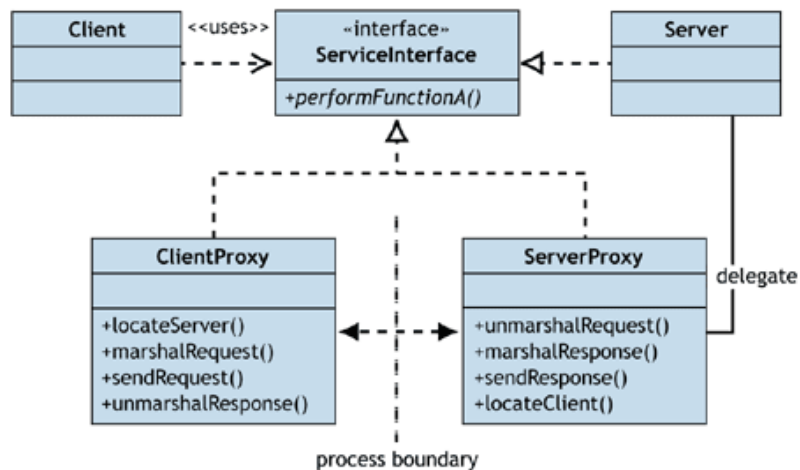 Client
<<uses>>
«interface»
ServiceInterface
+performFunctionA()
Server
ClientProxy
+locateServer()
+marshalRequest()
+sendRequest()
+unmarshalResponse()
ServerProxy
+unmarshalRequest()
+marshalResponse()
+sendResponse()
+locateClient()
delegate
process boundary